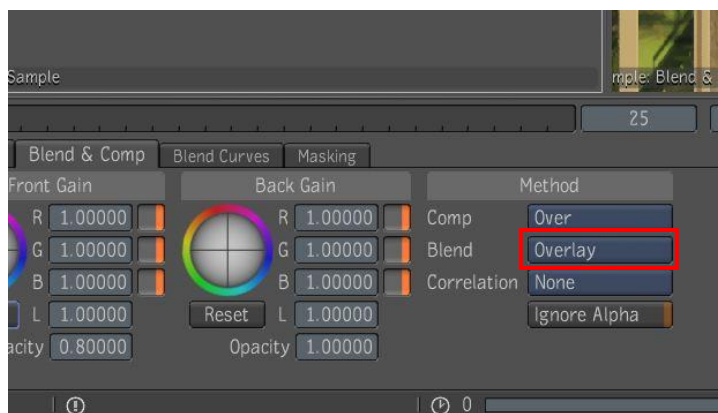 Sample
mple: Blend &
25
Blend & Comp Blend Curves Masking
Front Gain Back Gain Method
R 1.00000 R 1.00000 Comp Over
G 1.00000 G 1.00000 Blend Overlay
B 1.00000 B 1.00000 Correlation None
L 1.00000 Reset L 1.00000 Ignore Alpha
acity 0.80000 Opacity 1.00000
0